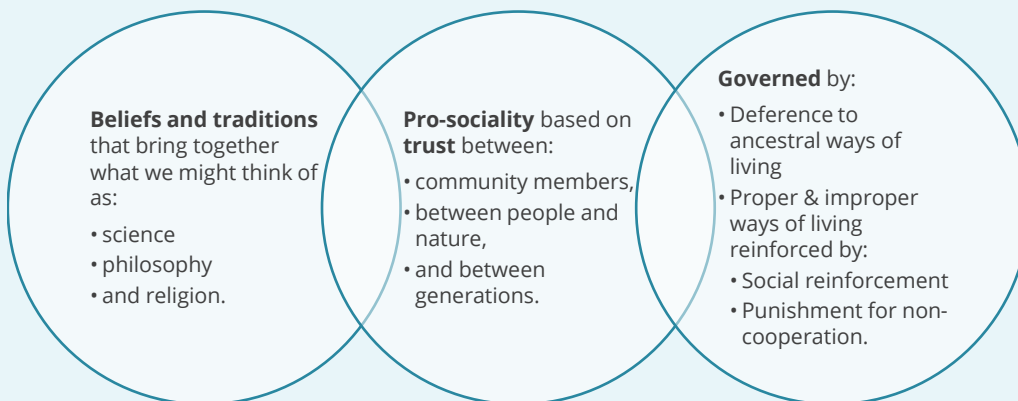 Beliefs and traditions
that bring together
what we might think of
as:
• science
• philosophy
• and religion.
Pro-sociality based on
trust between:
• community members,
• between people and
nature,
• and between
generations.
Governed by:
• Deference to
ancestral ways of
living
• Proper & improper
ways of living
reinforced by:
• Social reinforcement
• Punishment for non-
cooperation.